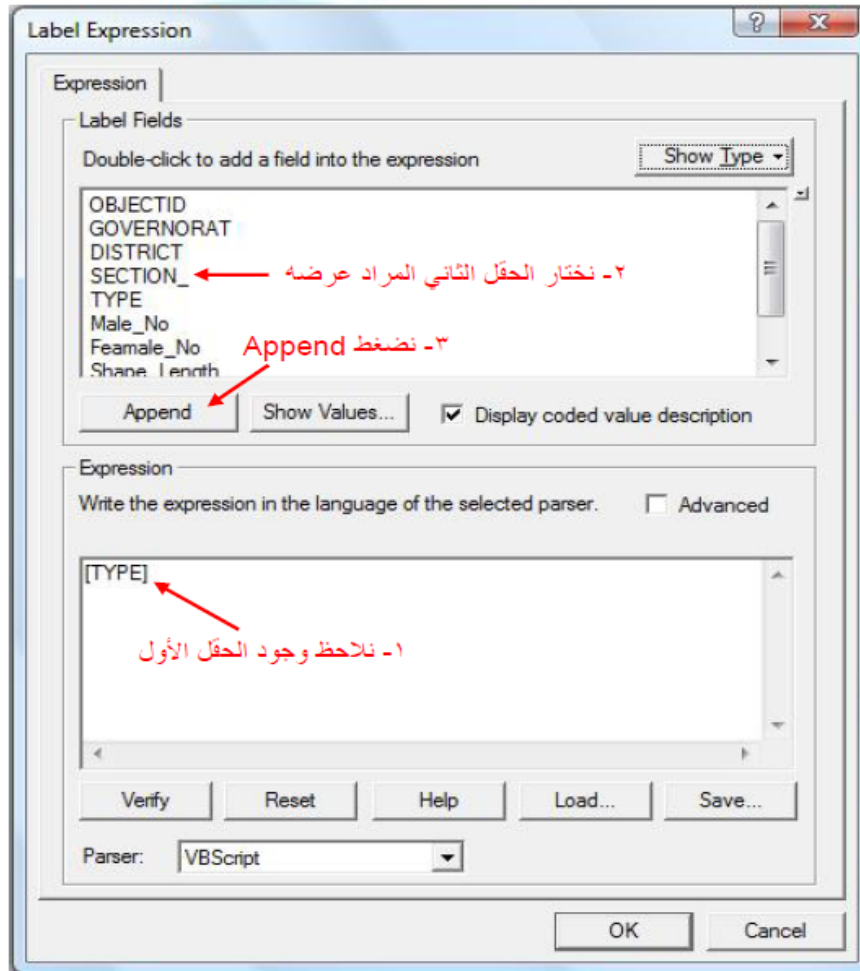 Label Expression
Expression
Label Fields
Double-click to add a field into the expression
Show Type
OBJECTID
GOVERNORAT
DISTRICT
SECTION_
٢- نختار الحقل الثاني المراد عرضه
TYPE
Male_No
Feamale_No
٣- نضغط Append
Shape_Length
Append
Show Values...
Display coded value description
Expression
Write the expression in the language of the selected parser.
Advanced
[TYPE]
١- نلاحظ وجود الحقل الأول
Verify
Reset
Help
Load...
Save...
Parser:
VBScript
OK
Cancel